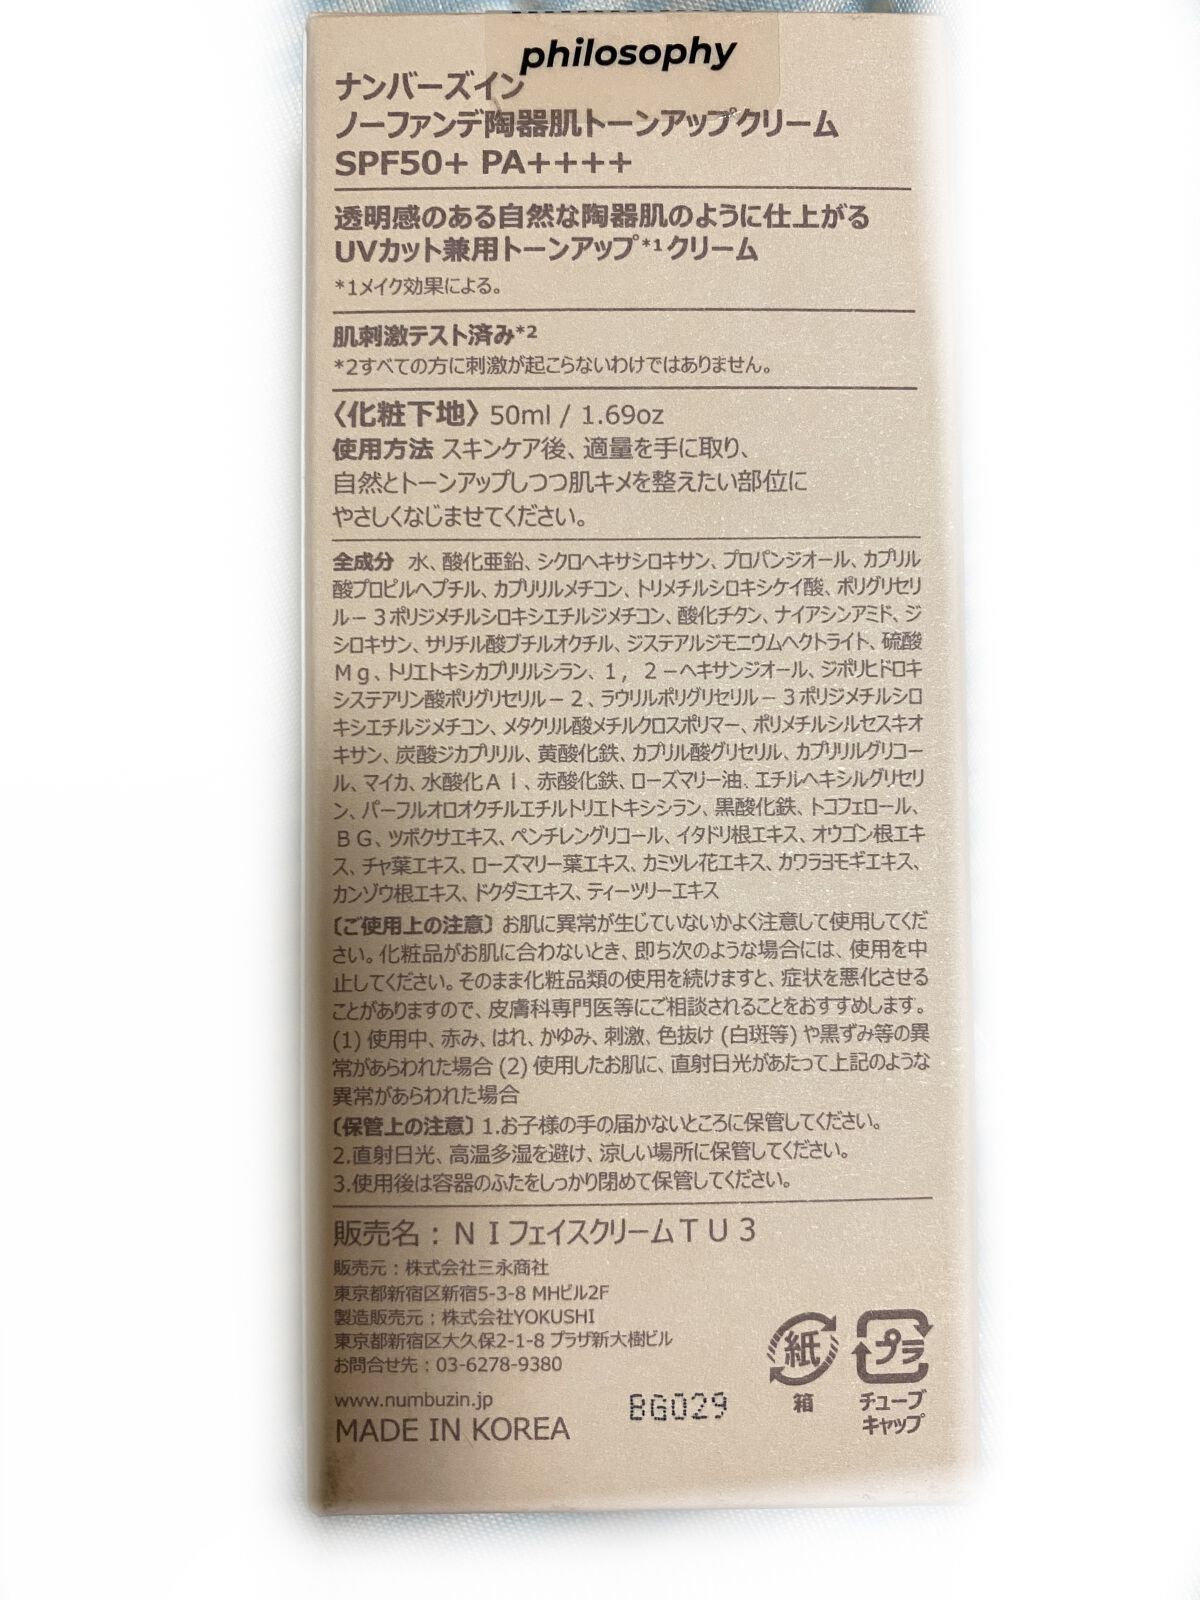 philosophy
ナンバーズイン
ノーファンデ陶器肌トーンアップクリーム
SPF50+ PA++++
透明感のある自然な陶器肌のように仕上がる
UVカット兼用トーンアップ*1クリーム
*1メイク効果による。
肌刺激テスト済み*2
*2すべての方に刺激が起こらないわけではありません。
〈化粧下地〉50ml / 1.69oz
使用方法 スキンケア後、適量を手に取り、
自然とトーンアップしつつ肌キメを整えたい部位に
やさしくなじませてください。
全成分 水、酸化亜鉛、シクロヘキサシロキサン、プロパンジオール、カプリル
酸プロピルヘプチル、カプリリルメチコン、トリメチルシロキシケイ酸、ポリグリセリ
ル－３ポリジメチルシロキシエチルジメチコン、酸化チタン、ナイアシンアミド、ジ
シロキサン、サリチル酸ブチルオクチル、ジステアルジモニウムヘクトライト、硫酸
Ｍｇ、トリエトキシカプリリルシラン、１，２－ヘキサンジオール、ジポリヒドロキ
システアリン酸ポリグリセリル－２、ラウリルポリグリセリル－３ポリジメチルシロ
キシエチルジメチコン、メタクリル酸メチルクロスポリマー、ポリメチルシルセスキオ
キサン、炭酸ジカプリリル、黄酸化鉄、カプリル酸グリセリル、カプリリルグリコー
ル、マイカ、水酸化Ａｌ、赤酸化鉄、ローズマリー油、エチルヘキシルグリセリ
ン、パーフルオロオクチルエチルトリエトキシシラン、黒酸化鉄、トコフェロール、
ＢＧ、ツボクサエキス、ペンチレングリコール、イタドリ根エキス、オウゴン根エキ
ス、チャ葉エキス、ローズマリー葉エキス、カミツレ花エキス、カワラヨモギエキス、
カンゾウ根エキス、ドクダミエキス、ティーツリーエキス
〔ご使用上の注意〕お肌に異常が生じていないかよく注意して使用してくだ
さい。化粧品がお肌に合わないとき、即ち次のような場合には、使用を中
止してください。そのまま化粧品類の使用を続けますと、症状を悪化させる
ことがありますので、皮膚科専門医等にご相談されることをおすすめします。
(1) 使用中、赤み、はれ、かゆみ、刺激、色抜け (白斑等) や黒ずみ等の異
常があらわれた場合 (2) 使用したお肌に、直射日光があたって上記のような
異常があらわれた場合
〔保管上の注意〕1.お子様の手の届かないところに保管してください。
2.直射日光、高温多湿を避け、涼しい場所に保管してください。
3.使用後は容器のふたをしっかり閉めて保管してください。
販売名：ＮＩフェイスクリームＴＵ３
販売元：株式会社三永商社
東京都新宿区新宿5-3-8 MHビル2F
製造販売元：株式会社YOKUSHI
東京都新宿区大久保2-1-8 プラザ新大樹ビル
お問合せ先：03-6278-9380
www.numbuzin.jp
MADE IN KOREA
BG029
紙
箱
プラ
チューブ
キャップ